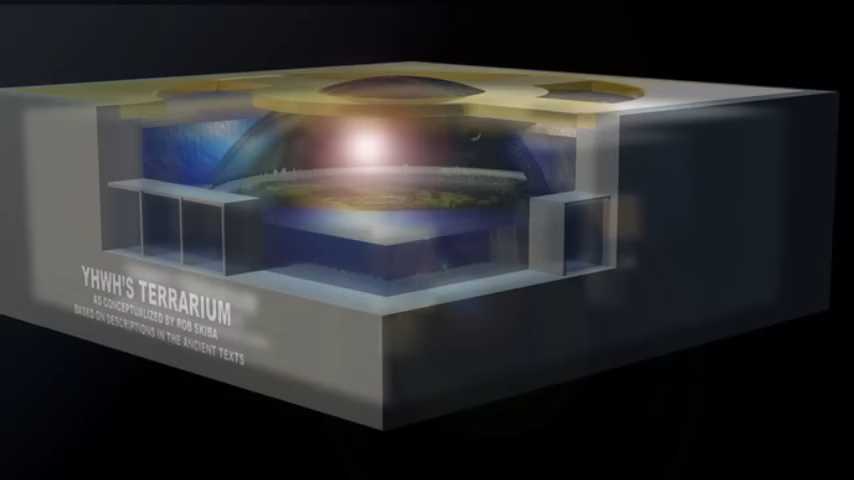 YHWH'S TERRARIUM
AS CONCEPTUALIZED BY ROB SKIBA
BASED ON DESCRIPTIONS IN THE ANCIENT TEXTS